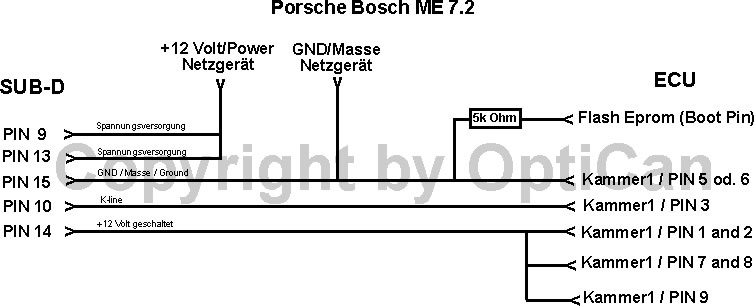 Porsche Bosch ME 7.2
+12 Volt/Power
Netzgerät
GND/Masse
Netzgerät
SUB-D
ECU
5k Ohm
Flash Eprom (Boot Pin)
PIN 9
Spannungsversorgung
PIN 13
Spannungsversorgung
Copyright by OptiCan
PIN 15
GND / Masse / Ground
Kammer1 / PIN 5 od. 6
PIN 10
K-line
Kammer1 / PIN 3
PIN 14
+12 Volt geschaltet
Kammer1 / PIN 1 and 2
Kammer1 / PIN 7 and 8
Kammer1 / PIN 9